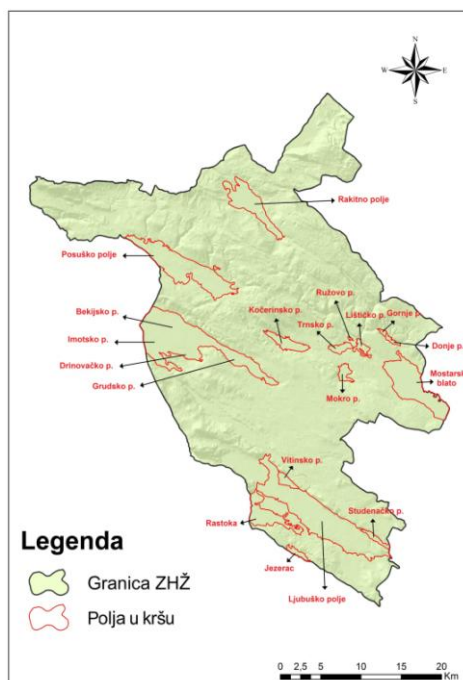 N
W E
S
Rakitno polje
Posuško polje
Ružovo p.
Gornje p.
Bekijsko p.
Kočerinsko p.
Lištičko p.
Trnsko p.
Imotsko p.
Donje p.
Drinovačko p.
Mostarsko
blato
Grudsko p.
Mokro p.
Vitinsko p.
Studenačko p.
Rastoka
Jezerac
Ljubuško polje
Legenda
Granica ZHŽ
Polja u kršu
0 2,5 5 10 15 20
Km